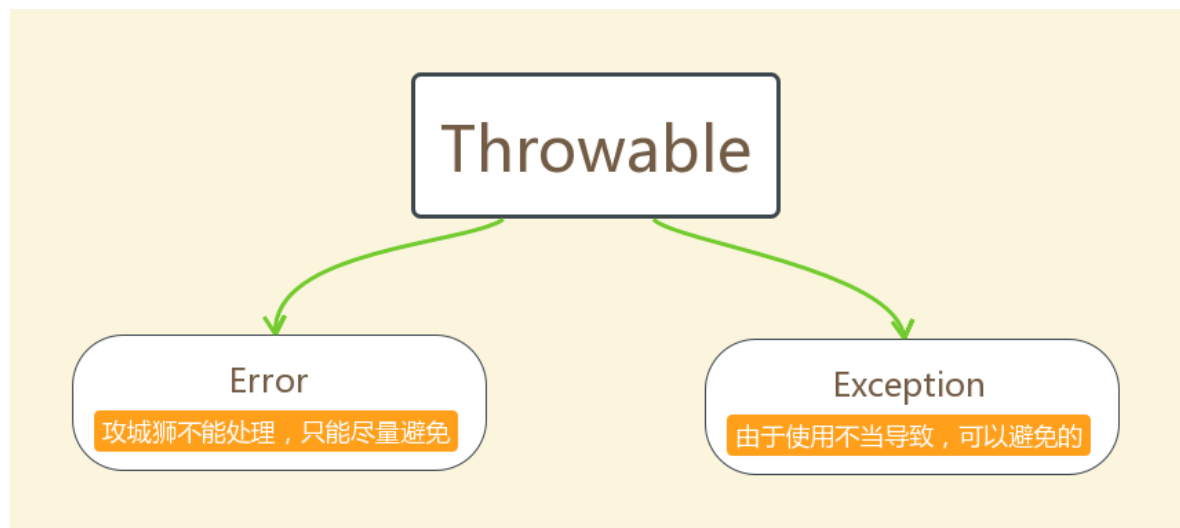 Throwable
Error
攻城狮不能处理，只能尽量避免
Exception
由于使用不当导致，可以避免的